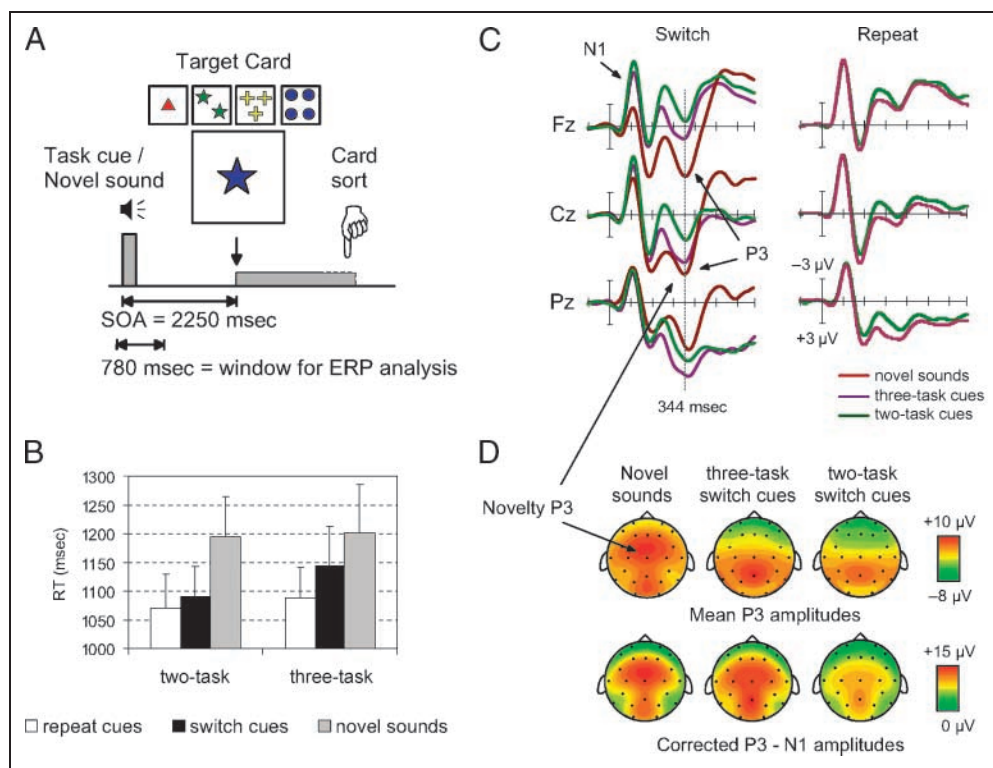 A
Target Card
Task cue /
Novel sound
Card
sort
SOA = 2250 msec
780 msec = window for ERP analysis
B
1300
1250
1200
1150
1100
1050
1000
RT (msec)
two-task
three-task
repeat cues
switch cues
novel sounds
C
Switch
Repeat
N1
Fz
Cz
P3
–3 µV
Pz
+3 µV
344 msec
novel sounds
three-task cues
two-task cues
D
Novelty P3
Novel
sounds
three-task
switch cues
two-task
switch cues
+10 µV
–8 µV
Mean P3 amplitudes
+15 µV
0 µV
Corrected P3 - N1 amplitudes